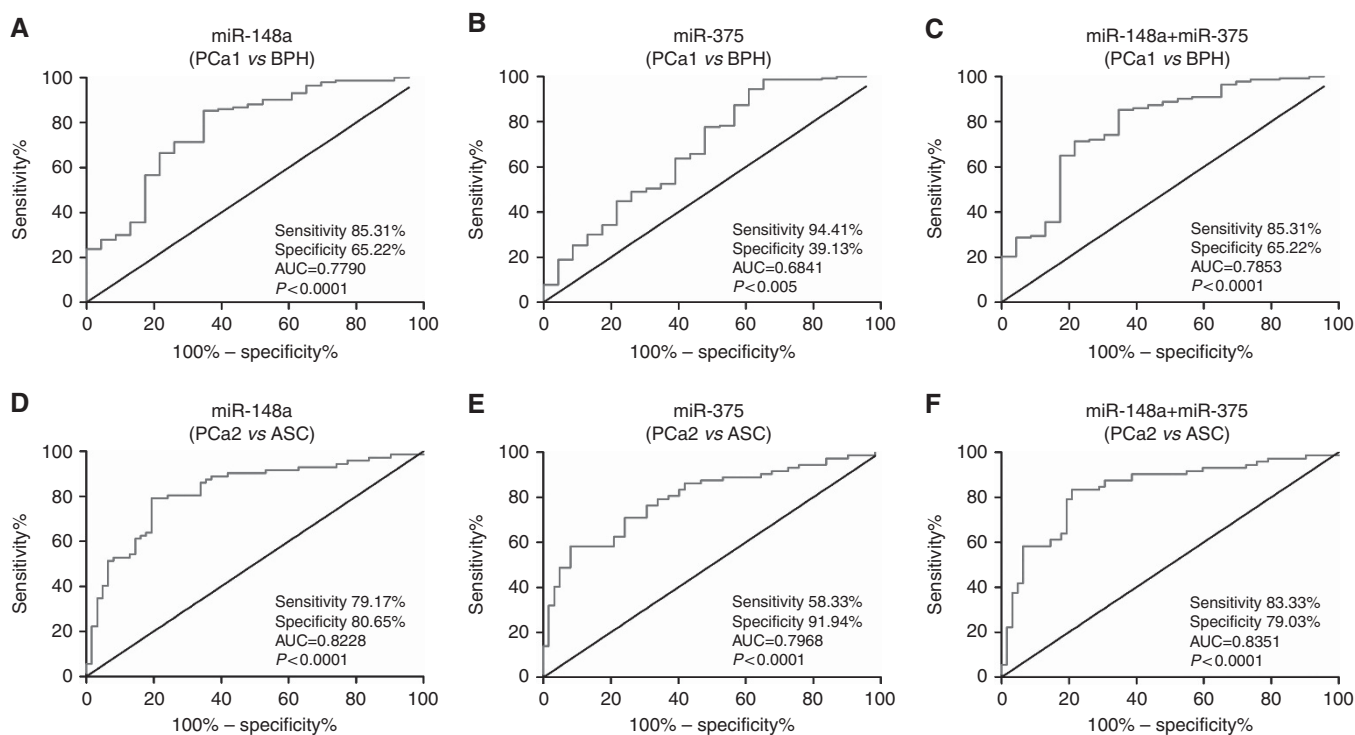 A
miR-148a
(PCa1 vs BPH)
100
80
60
40
20
0
Sensitivity%
Sensitivity 85.31%
Specificity 65.22%
AUC=0.7790
P<0.0001
0 20 40 60 80 100
100% – specificity%
B
miR-375
(PCa1 vs BPH)
100
80
60
40
20
0
Sensitivity%
Sensitivity 94.41%
Specificity 39.13%
AUC=0.6841
P<0.005
0 20 40 60 80 100
100% – specificity%
C
miR-148a+miR-375
(PCa1 vs BPH)
100
80
60
40
20
0
Sensitivity%
Sensitivity 85.31%
Specificity 65.22%
AUC=0.7853
P<0.0001
0 20 40 60 80 100
100% – specificity%
D
miR-148a
(PCa2 vs ASC)
100
80
60
40
20
0
Sensitivity%
Sensitivity 79.17%
Specificity 80.65%
AUC=0.8228
P<0.0001
0 20 40 60 80 100
100% – specificity%
E
miR-375
(PCa2 vs ASC)
100
80
60
40
20
0
Sensitivity%
Sensitivity 58.33%
Specificity 91.94%
AUC=0.7968
P<0.0001
0 20 40 60 80 100
100% – specificity%
F
miR-148a+miR-375
(PCa2 vs ASC)
100
80
60
40
20
0
Sensitivity%
Sensitivity 83.33%
Specificity 79.03%
AUC=0.8351
P<0.0001
0 20 40 60 80 100
100% – specificity%